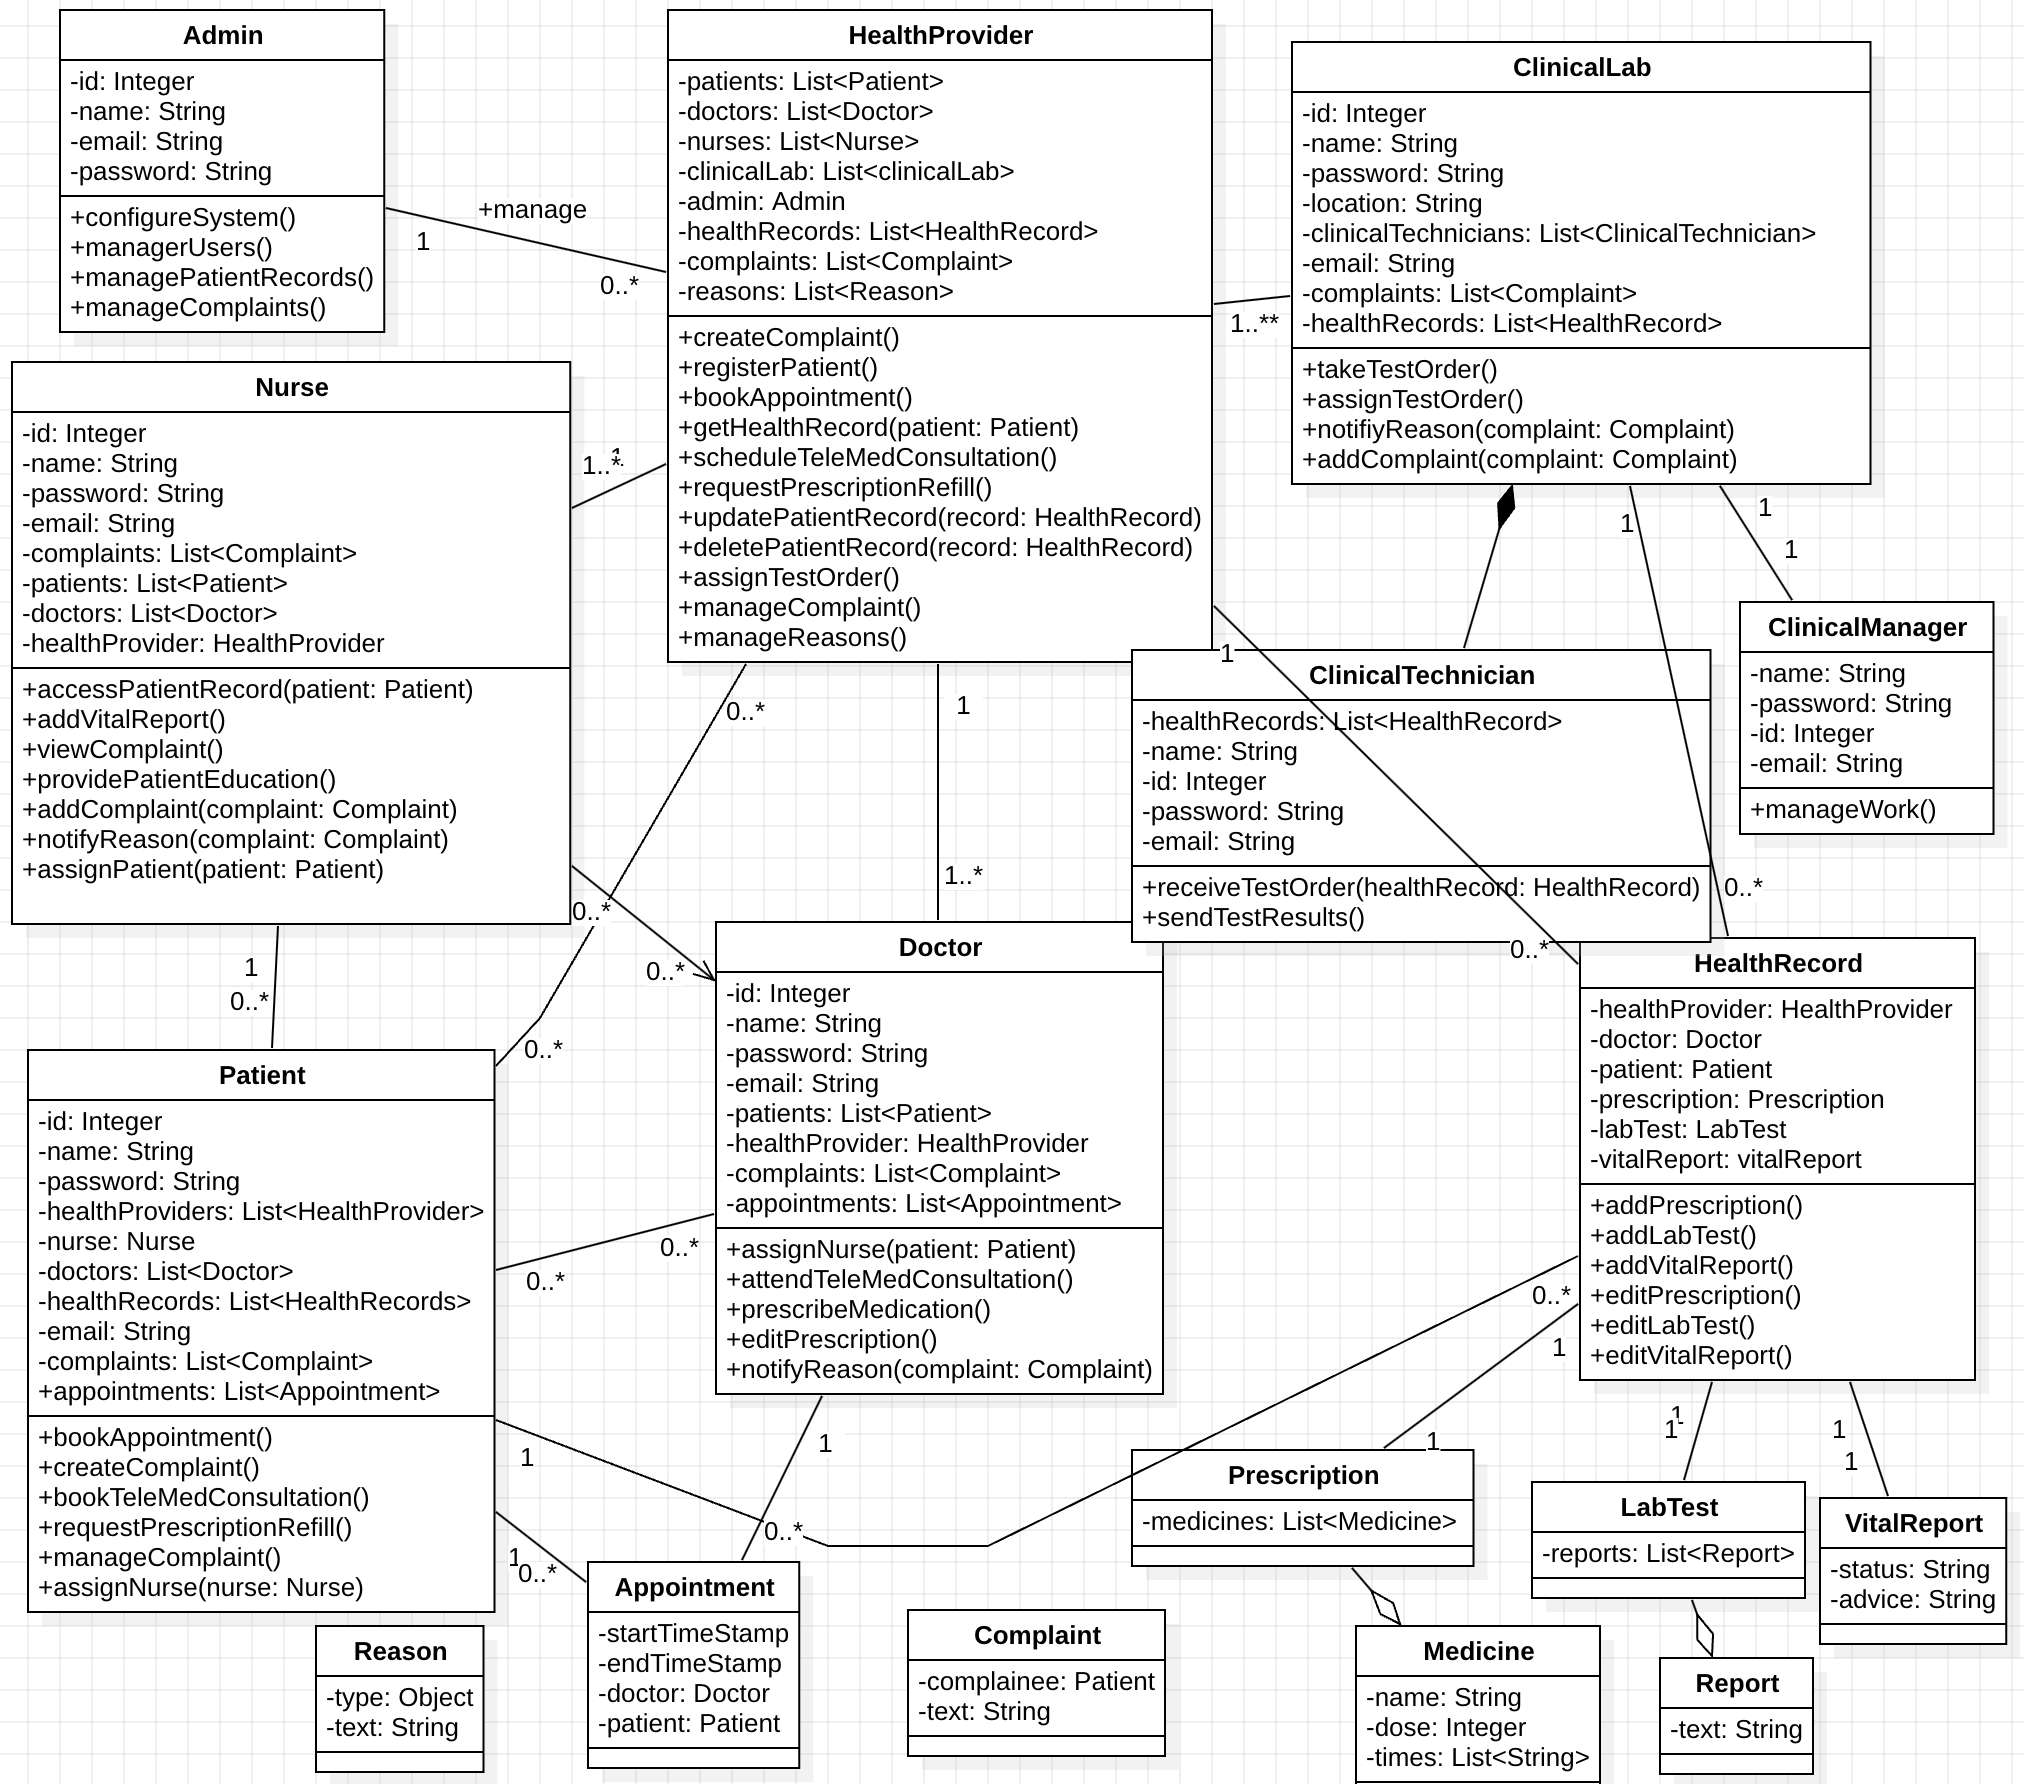 Admin
-id: Integer
-name: String
-email: String
-password: String
+configureSystem()
+managerUsers()
+managePatientRecords()
+manageComplaints()
+manage
1
0..*
HealthProvider
-patients: List<Patient>
-doctors: List<Doctor>
-nurses: List<Nurse>
-clinicalLab: List<clinicalLab>
-admin: Admin
-healthRecords: List<HealthRecord>
-complaints: List<Complaint>
-reasons: List<Reason>
+createComplaint()
+registerPatient()
+bookAppointment()
+getHealthRecord(patient: Patient)
+scheduleTeleMedConsultation()
+requestPrescriptionRefill()
+updatePatientRecord(record: HealthRecord)
+deletePatientRecord(record: HealthRecord)
+assignTestOrder()
+manageComplaint()
+manageReasons()
1..**
ClinicalLab
-id: Integer
-name: String
-password: String
-location: String
-clinicalTechnicians: List<ClinicalTechnician>
-email: String
-complaints: List<Complaint>
-healthRecords: List<HealthRecord>
+takeTestOrder()
+assignTestOrder()
+notifiyReason(complaint: Complaint)
+addComplaint(complaint: Complaint)
1
1
1
Nurse
-id: Integer
-name: String
-password: String
-email: String
-complaints: List<Complaint>
-patients: List<Patient>
-doctors: List<Doctor>
-healthProvider: HealthProvider
+accessPatientRecord(patient: Patient)
+addVitalReport()
+viewComplaint()
+providePatientEducation()
+addComplaint(complaint: Complaint)
+notifyReason(complaint: Complaint)
+assignPatient(patient: Patient)
1
1..*
0..*
1
1..*
0..*
0..*
1
0..*
0..*
ClinicalManager
-name: String
-password: String
-id: Integer
-email: String
+manageWork()
1
ClinicalTechnician
-healthRecords: List<HealthRecord>
-name: String
-id: Integer
-password: String
-email: String
+receiveTestOrder(healthRecord: HealthRecord)
+sendTestResults()
0..*
0..*
Doctor
-id: Integer
-name: String
-password: String
-email: String
-patients: List<Patient>
-healthProvider: HealthProvider
-complaints: List<Complaint>
-appointments: List<Appointment>
+assignNurse(patient: Patient)
+attendTeleMedConsultation()
+prescribeMedication()
+editPrescription()
+notifyReason(complaint: Complaint)
HealthRecord
-healthProvider: HealthProvider
-doctor: Doctor
-patient: Patient
-prescription: Prescription
-labTest: LabTest
-vitalReport: vitalReport
+addPrescription()
+addLabTest()
+addVitalReport()
+editPrescription()
+editLabTest()
+editVitalReport()
Patient
-id: Integer
-name: String
-password: String
-healthProviders: List<HealthProvider>
-nurse: Nurse
-doctors: List<Doctor>
-healthRecords: List<HealthRecords>
-email: String
-complaints: List<Complaint>
+appointments: List<Appointment>
+bookAppointment()
+createComplaint()
+bookTeleMedConsultation()
+requestPrescriptionRefill()
+manageComplaint()
+assignNurse(nurse: Nurse)
0..*
0..*
0..*
1
1
1
0..*
1
1
1
1
1
1
0..*
Prescription
-medicines: List<Medicine>
LabTest
-reports: List<Report>
VitalReport
-status: String
-advice: String
Appointment
-startTimeStamp
-endTimeStamp
-doctor: Doctor
-patient: Patient
Reason
-type: Object
-text: String
Complaint
-complainee: Patient
-text: String
Medicine
-name: String
-dose: Integer
-times: List<String>
Report
-text: String